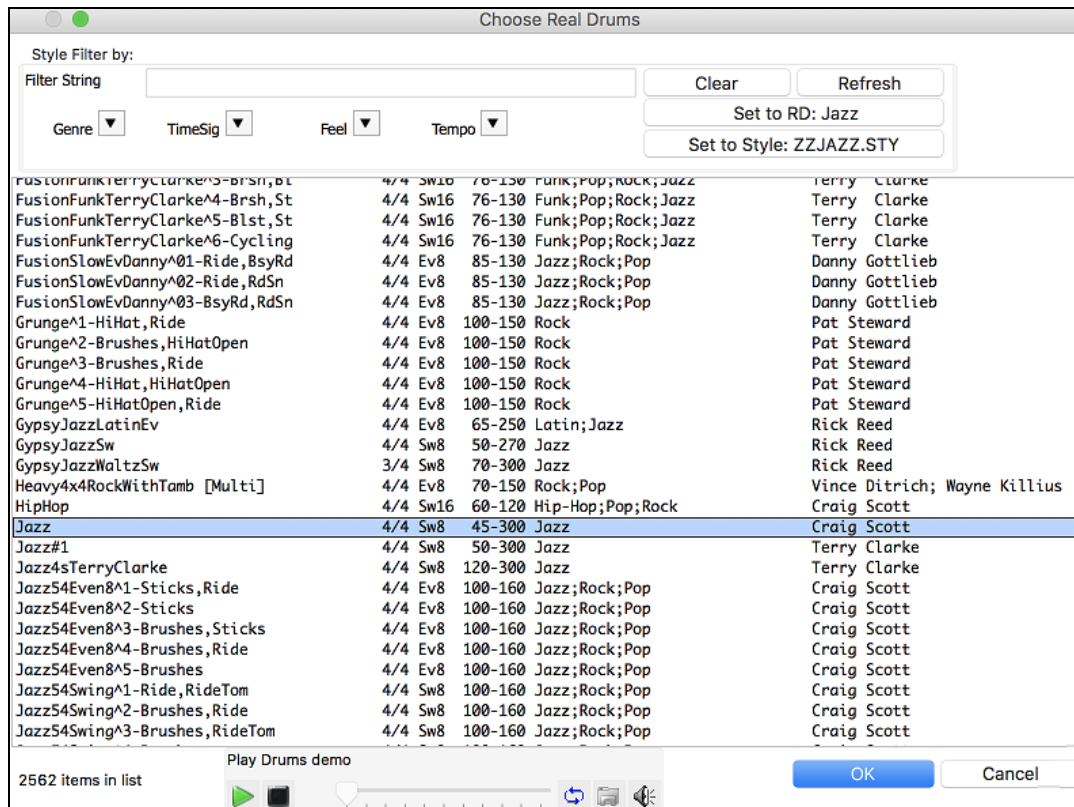 Choose Real Drums
Style Filter by:
Filter String
Clear Refresh
Set to RD: Jazz
Genre TimeSig Feel Tempo
Set to Style: ZZJAZZ.STY
FusionFunkTerryClarke^3-Brsh,Bl 4/4 Sw16 76-130 Funk;Pop;Rock;Jazz Terry Clarke
FusionFunkTerryClarke^4-Brsh,St 4/4 Sw16 76-130 Funk;Pop;Rock;Jazz Terry Clarke
FusionFunkTerryClarke^5-Blst,St 4/4 Sw16 76-130 Funk;Pop;Rock;Jazz Terry Clarke
FusionFunkTerryClarke^6-Cycling 4/4 Sw16 76-130 Funk;Pop;Rock;Jazz Terry Clarke
FusionSlowEvDanny^01-Ride,BsyRd 4/4 Ev8 85-130 Jazz;Rock;Pop Danny Gottlieb
FusionSlowEvDanny^02-Ride,RdSn 4/4 Ev8 85-130 Jazz;Rock;Pop Danny Gottlieb
FusionSlowEvDanny^03-BsyRd,RdSn 4/4 Ev8 85-130 Jazz;Rock;Pop Danny Gottlieb
Grunge^1-HiHat,Ride 4/4 Ev8 100-150 Rock Pat Steward
Grunge^2-Brushes,HiHatOpen 4/4 Ev8 100-150 Rock Pat Steward
Grunge^3-Brushes,Ride 4/4 Ev8 100-150 Rock Pat Steward
Grunge^4-HiHat,HiHatOpen 4/4 Ev8 100-150 Rock Pat Steward
Grunge^5-HiHatOpen,Ride 4/4 Ev8 100-150 Rock Pat Steward
GypsyJazzLatinEv 4/4 Ev8 65-250 Latin;Jazz Rick Reed
GypsyJazzSw 4/4 Sw8 50-270 Jazz Rick Reed
GypsyJazzWaltzSw 3/4 Sw8 70-300 Jazz Rick Reed
Heavy4x4RockWithTamb [Multi] 4/4 Ev8 70-150 Rock;Pop Vince Ditrich; Wayne Killius
HipHop 4/4 Sw16 60-120 Hip-Hop;Pop;Rock Craig Scott
Jazz 4/4 Sw8 45-300 Jazz Craig Scott
Jazz#1 4/4 Sw8 50-300 Jazz Terry Clarke
Jazz4sTerryClarke 4/4 Sw8 120-300 Jazz Terry Clarke
Jazz54Even8^1-Sticks,Ride 4/4 Ev8 100-160 Jazz;Rock;Pop Craig Scott
Jazz54Even8^2-Sticks 4/4 Ev8 100-160 Jazz;Rock;Pop Craig Scott
Jazz54Even8^3-Brushes,Sticks 4/4 Ev8 100-160 Jazz;Rock;Pop Craig Scott
Jazz54Even8^4-Brushes,Ride 4/4 Ev8 100-160 Jazz;Rock;Pop Craig Scott
Jazz54Even8^5-Brushes 4/4 Ev8 100-160 Jazz;Rock;Pop Craig Scott
Jazz54Swing^1-Ride,RideTom 4/4 Sw8 100-160 Jazz;Rock;Pop Craig Scott
Jazz54Swing^2-Brushes,Ride 4/4 Sw8 100-160 Jazz;Rock;Pop Craig Scott
Jazz54Swing^3-Brushes,RideTom 4/4 Sw8 100-160 Jazz;Rock;Pop Craig Scott
Play Drums demo
2562 items in list
OK Cancel